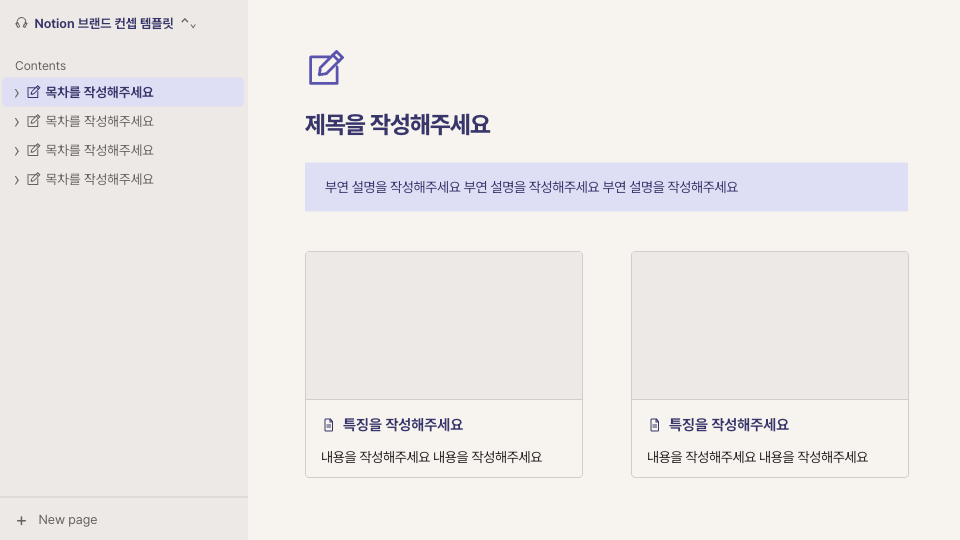 Notion 브랜드 컨셉 템플릿
Contents
목차를 작성해주세요
목차를 작성해주세요
목차를 작성해주세요
목차를 작성해주세요
New page
제목을 작성해주세요
부연 설명을 작성해주세요 부연 설명을 작성해주세요 부연 설명을 작성해주세요
특징을 작성해주세요
내용을 작성해주세요 내용을 작성해주세요
특징을 작성해주세요
내용을 작성해주세요 내용을 작성해주세요